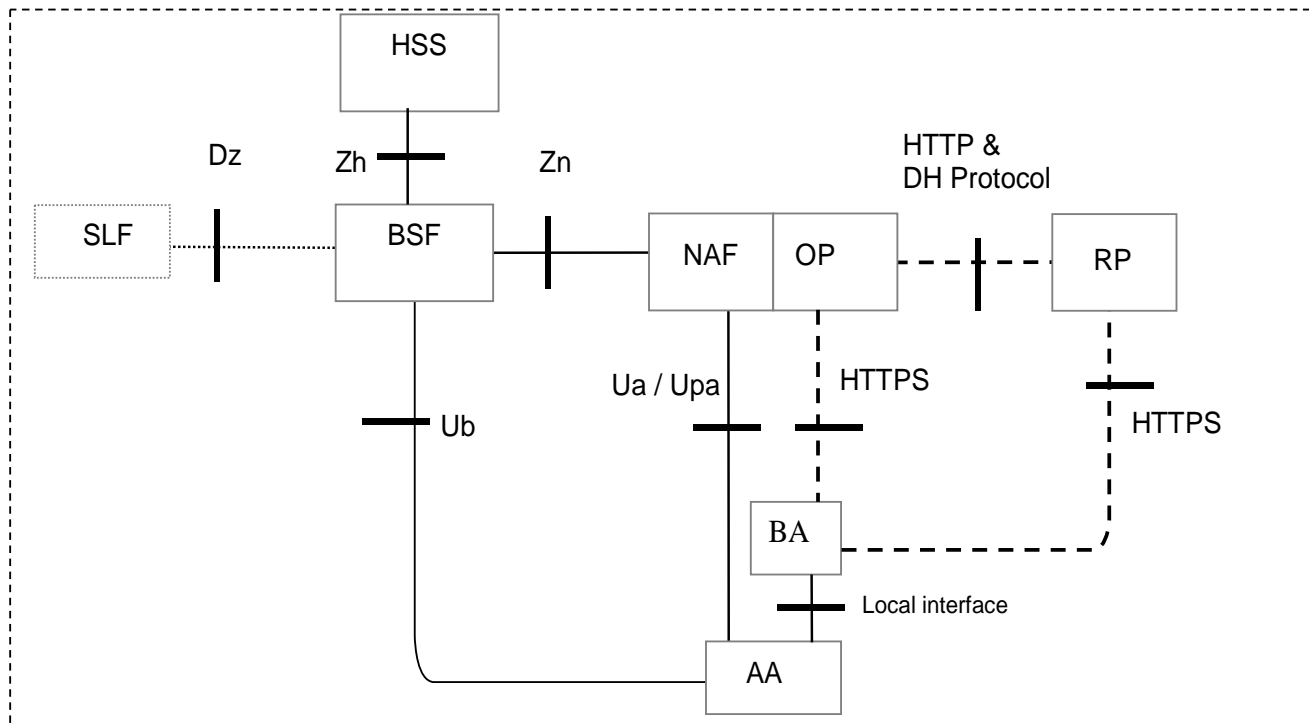 HSS
Dz
Zh
Zn
HTTP &
DH Protocol
SLF
BSF
NAF
OP
RP
Ua / Upa
HTTPS
HTTPS
Ub
BA
Local interface
AA